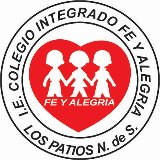 I.E. COLEGIO INTEGRADO FE Y ALEGRIA
FE Y ALEGRIA
LOS PATIOS N. de S.